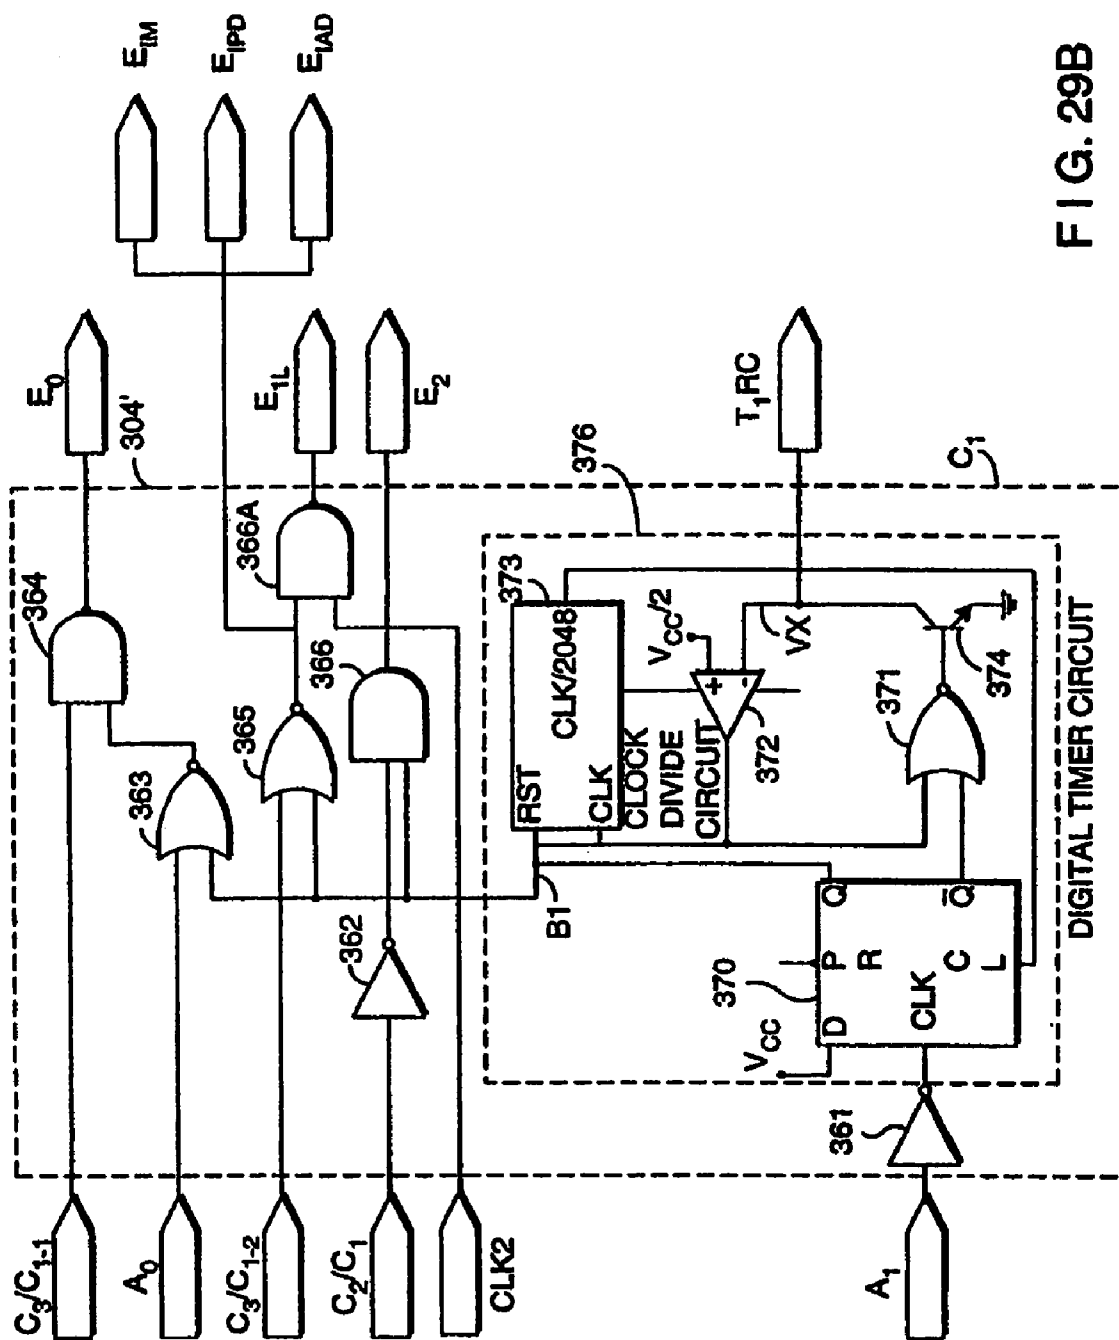 E_IM
E_IPD
E_IAD
E_0
E_1L
E_2
T_1RC
304'
C_1
364
366A
363
365
366
362
376
373
RST
CLK/2048
CLK
CLOCK
DIVIDE
CIRCUIT
V_CC/2
VX
+
-
372
371
374
B1
370
V_CC
D
P
R
Q
Q̅
CLK
C
L
361
DIGITAL TIMER CIRCUIT
C_3/C_1-1
A_0
C_3/C_1-2
C_2/C_1
CLK2
A_1
FIG. 29B